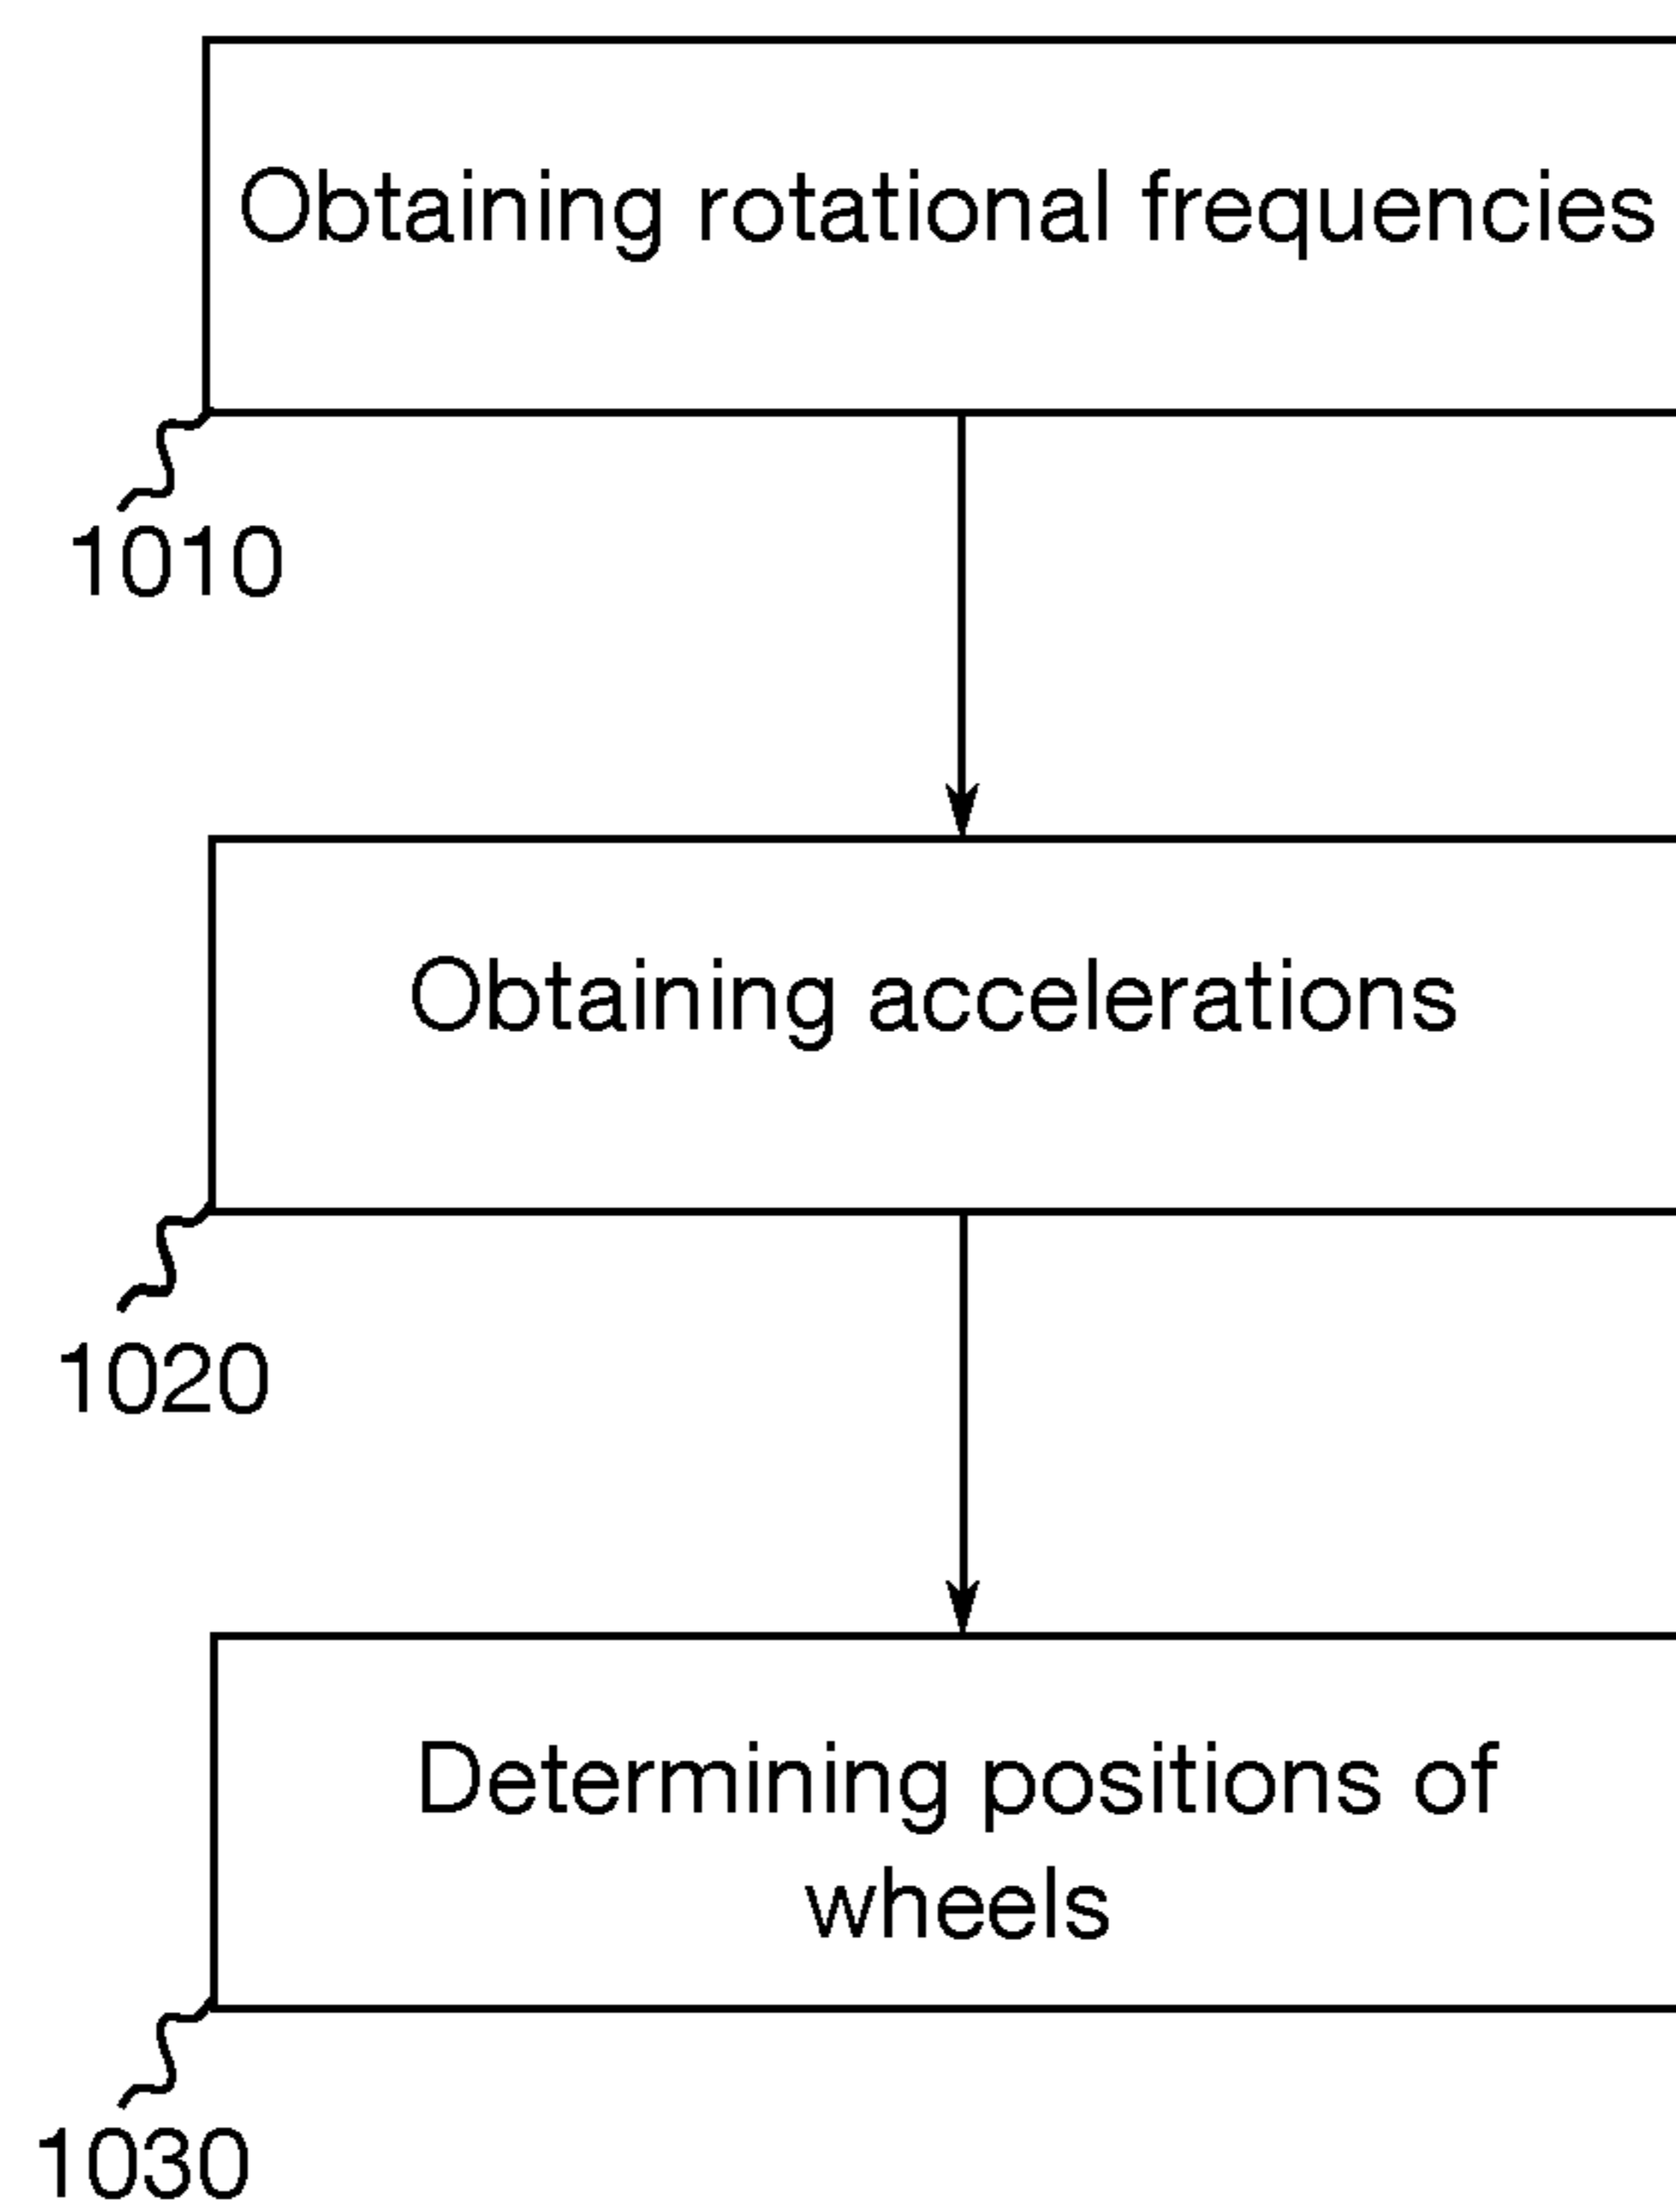 Obtaining rotational frequencies
1010
Obtaining accelerations
1020
Determining positions of
wheels
1030